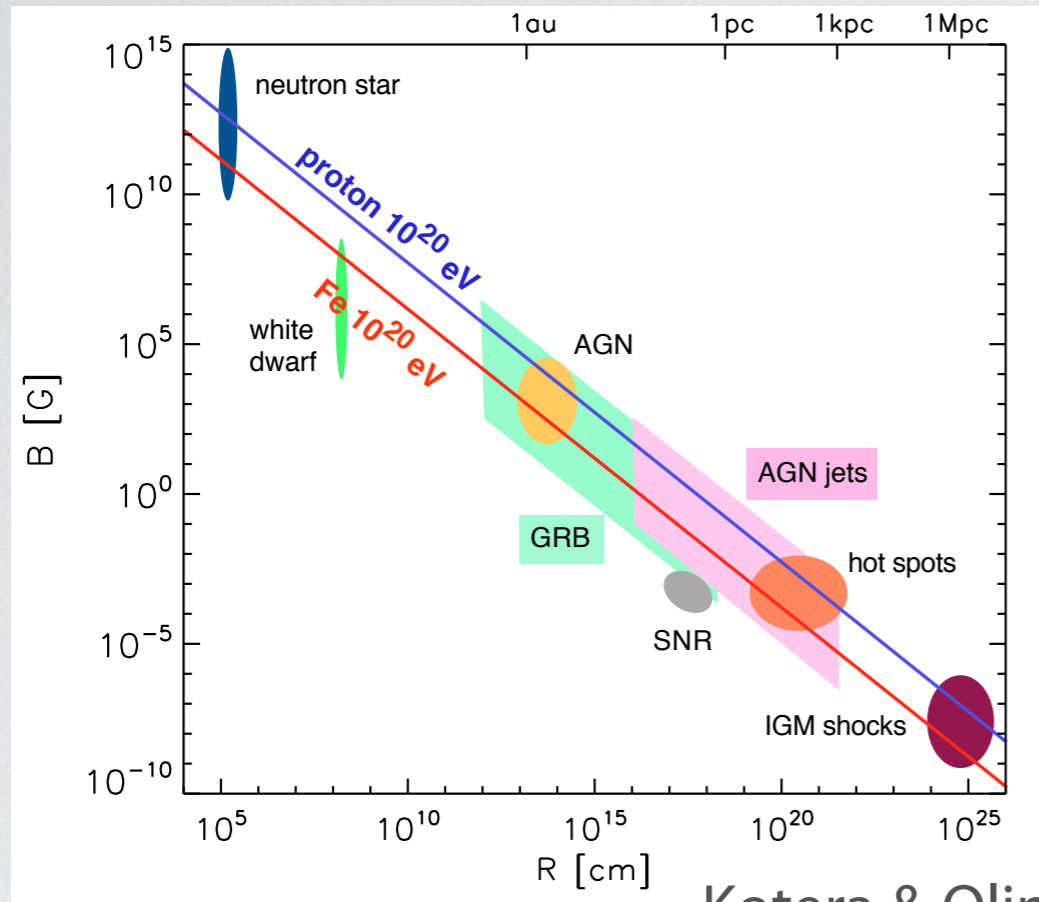 1au 1pc 1kpc 1Mpc
10^15
neutron star
proton 10^20 eV
10^10
Fe 10^20 eV
white
dwarf
10^5
AGN
B [G]
10^0
AGN jets
GRB
hot spots
10^-5
SNR
IGM shocks
10^-10
10^5 10^10 10^15 10^20 10^25
R [cm]
Kotera &